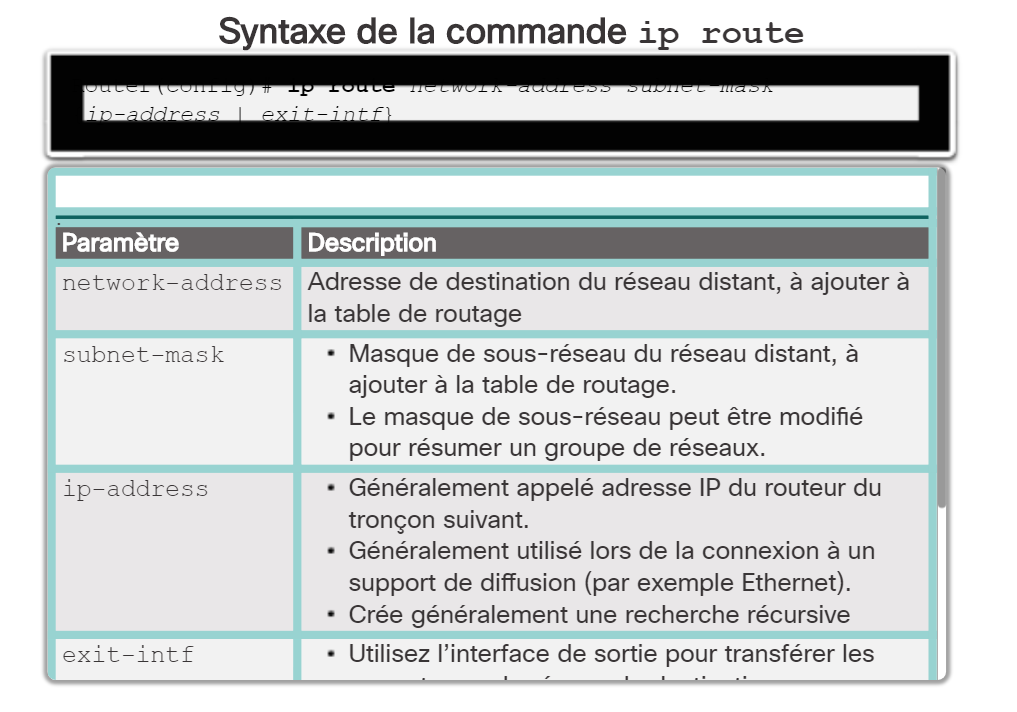 Syntaxe de la commande ip route
outer(config)# ip route network-address subnet-mask
ip-address | exit-intf}
Paramètre Description
network-address Adresse de destination du réseau distant, à ajouter à
la table de routage
subnet-mask • Masque de sous-réseau du réseau distant, à
ajouter à la table de routage.
• Le masque de sous-réseau peut être modifié
pour résumer un groupe de réseaux.
ip-address • Généralement appelé adresse IP du routeur du
tronçon suivant.
• Généralement utilisé lors de la connexion à un
support de diffusion (par exemple Ethernet).
• Crée généralement une recherche récursive
exit-intf • Utilisez l'interface de sortie pour transférer les